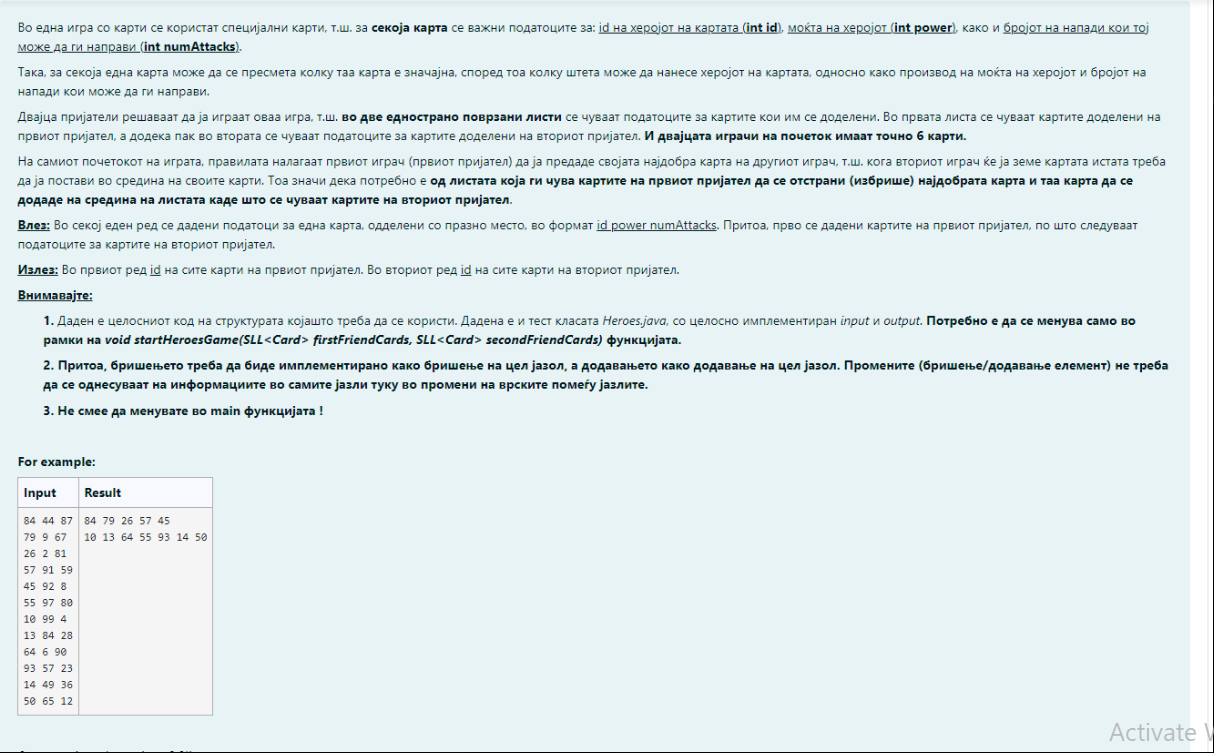 Во една игра со карти се користат специјални карти, т.ш. за секоја карта се важни податоците за: id на херојот на картата (int id), моќта на херојот (int power), како и бројот на напади кои тој
може да ги направи (int numAttacks).
Така, за секоја една карта може да се пресмета колку таа карта е значајна, според тоа колку штета може да нанесе херојот на картата, односно како производ на моќта на херојот и бројот на
напади кои може да ги направи.
Двајца пријатели решаваат да ја играат оваа игра, т.ш. во две еднострано поврзани листи се чуваат податоците за картите кои им се доделени. Во првата листа се чуваат картите доделени на
првиот пријател, а додека пак во втората се чуваат податоците за картите доделени на вториот пријател. И двајцата играчи на почеток имаат точно 6 карти.
На самиот почетокот на играта, правилата налагаат првиот играч (првиот пријател) да ја предаде својата најдобра карта на другиот играч, т.ш. кога вториот играч ќе ја земе картата истата треба
да ја постави во средина на своите карти. Тоа значи дека потребно е од листата која ги чува картите на првиот пријател да се отстрани (избрише) најдобрата карта и таа карта да се
додаде на средина на листата каде што се чуваат картите на вториот пријател.
Влез: Во секој еден ред се дадени податоци за една карта, одделени со празно место, во формат id power numAttacks. Притоа, прво се дадени картите на првиот пријател, по што следуваат
податоците за картите на вториот пријател.
Излез: Во првиот ред id на сите карти на првиот пријател. Во вториот ред id на сите карти на вториот пријател.
Внимавајте:
1. Даден е целосниот код на структурата којашто треба да се користи. Дадена е и тест класата Heroes.java, со целосно имплементиран input и output. Потребно е да се менува само во
рамки на void startHeroesGame(SLL<Card> firstFriendCards, SLL<Card> secondFriendCards) функцијата.
2. Притоа, бришењето треба да биде имплементирано како бришење на цел јазол, а додавањето како додавање на цел јазол. Промените (бришење/додавање елемент) не треба
да се однесуваат на информациите во самите јазли туку во промени на врските помеѓу јазлите.
3. Не смее да менувате во main функцијата !
For example:
Input Result
84 44 87 84 79 26 57 45
79 9 67 10 13 64 55 93 14 50
26 2 81
57 91 59
45 92 8
55 97 80
10 99 4
13 84 28
64 6 90
93 57 23
14 49 36
50 65 12
Activate